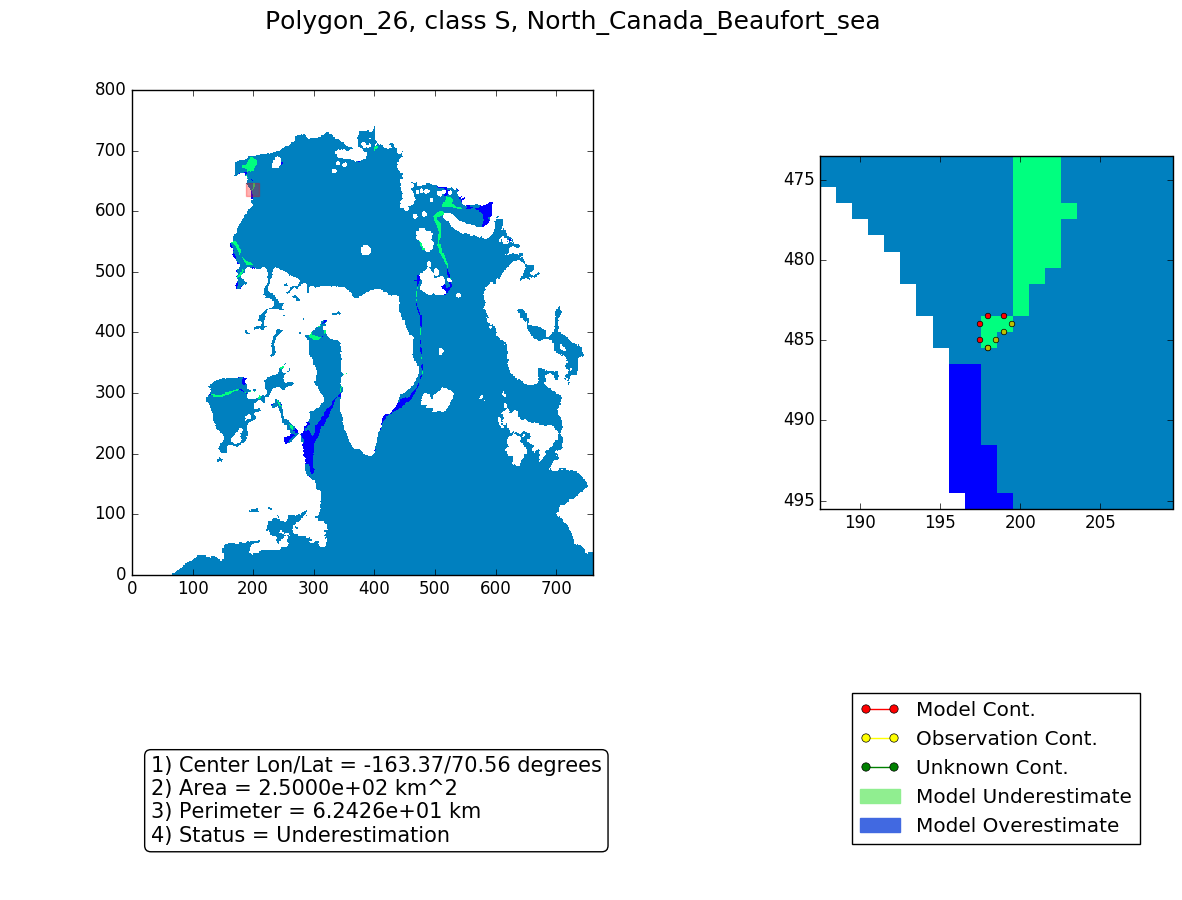 Polygon_26, class S, North_Canada_Beaufort_sea
800
700
600
500
400
300
200
100
0
0 100 200 300 400 500 600 700
475
480
485
490
495
190 195 200 205
1) Center Lon/Lat = -163.37/70.56 degrees
2) Area = 2.5000e+02 km^2
3) Perimeter = 6.2426e+01 km
4) Status = Underestimation
Model Cont.
Observation Cont.
Unknown Cont.
Model Underestimate
Model Overestimate